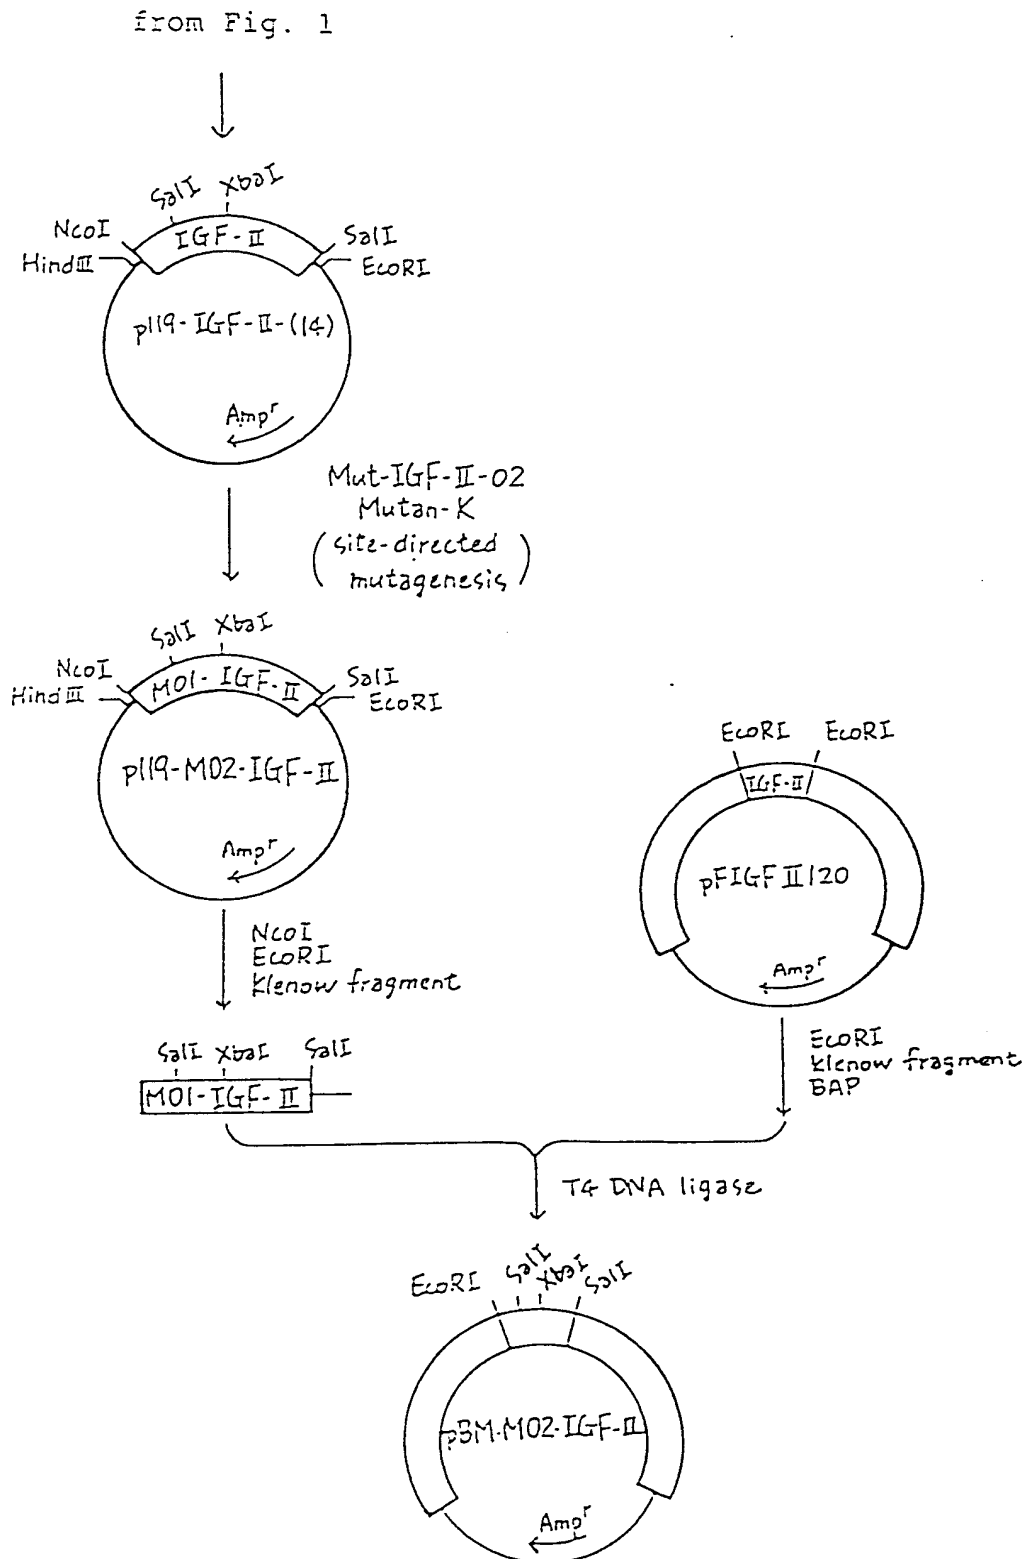 from Fig. 1
SalI XbaI
NcoI
IGF-II
SalI
HindIII
EcoRI
p119-IGF-II-(14)
Ampr
Mut-IGF-II-02
Mutan-K
(site-directed
mutagenesis)
SalI XbaI
NcoI
M01-IGF-II
SalI
HindIII
EcoRI
p119-M02-IGF-II
Ampr
NcoI
EcoRI
Klenow fragment
SalI XbaI SalI
M01-IGF-II
EcoRI EcoRI
IGF-II
pFIGFII120
Ampr
EcoRI
Klenow fragment
BAP
T4 DNA ligase
EcoRI SalI XbaI SalI
pBM-M02-IGF-II
Ampr